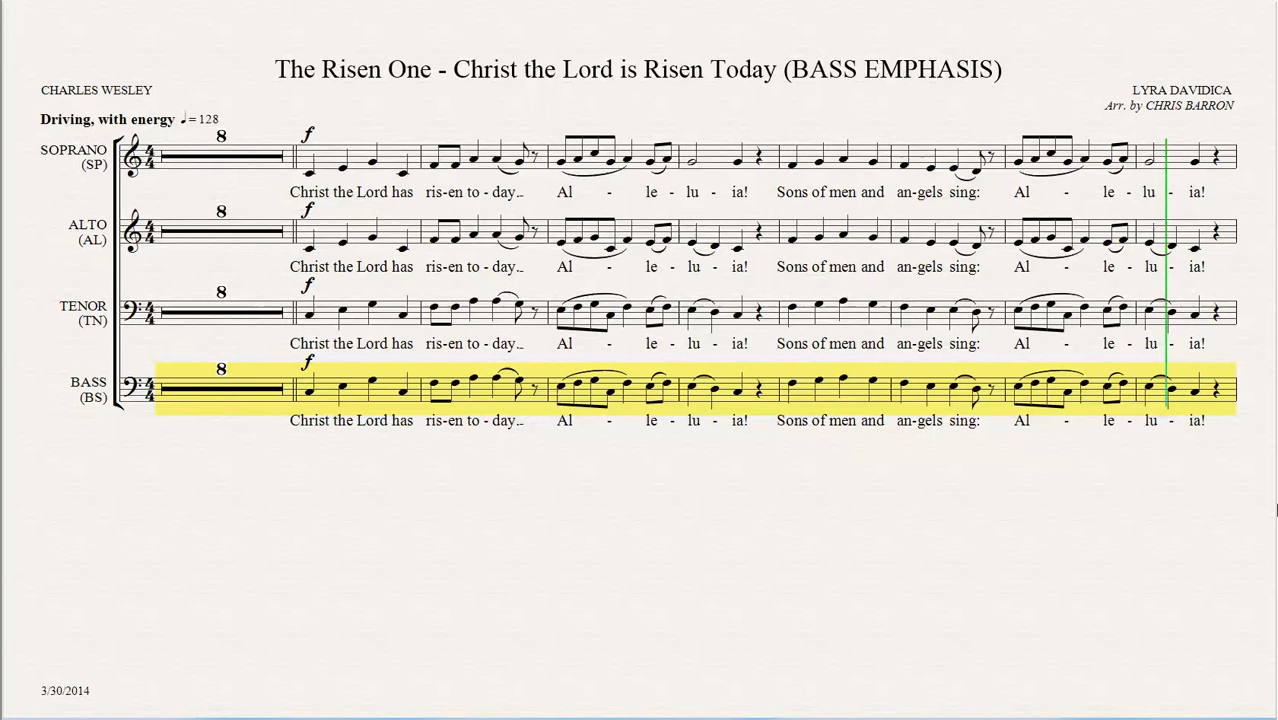 The Risen One - Christ the Lord is Risen Today (BASS EMPHASIS)
CHARLES WESLEY
LYRA DAVIDICA
Arr. by CHRIS BARRON
Driving, with energy ♩= 128
8
f
SOPRANO
(SP)
Christ the Lord has ris-en to - day._ Al - le - lu - ia! Sons of men and an-gels sing: Al - le - lu - ia!
8
f
ALTO
(AL)
Christ the Lord has ris-en to - day._ Al - le - lu - ia! Sons of men and an-gels sing: Al - le - lu - ia!
8
f
TENOR
(TN)
Christ the Lord has ris-en to - day._ Al - le - lu - ia! Sons of men and an-gels sing: Al - le - lu - ia!
8
f
BASS
(BS)
Christ the Lord has ris-en to - day._ Al - le - lu - ia! Sons of men and an-gels sing: Al - le - lu - ia!
3/30/2014